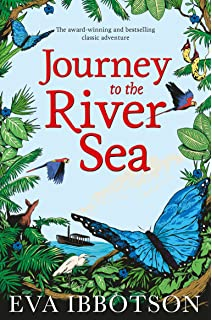 The award-winning and bestselling
classic adventure
Journey
to the
River
Sea
EVA IBBOTSON